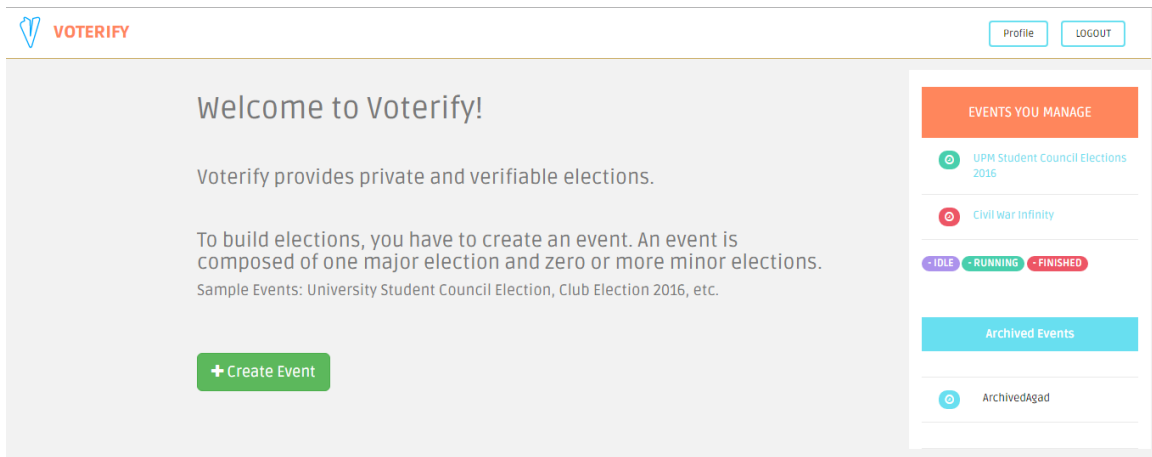 VOTERIFY
Profile
LOGOUT
Welcome to Voterify!
Voterify provides private and verifiable elections.
To build elections, you have to create an event. An event is
composed of one major election and zero or more minor elections.
Sample Events: University Student Council Election, Club Election 2016, etc.
Create Event
EVENTS YOU MANAGE
UPM Student Council Elections
2016
Civil War Infinity
- IDLE - RUNNING - FINISHED
Archived Events
ArchivedAgad